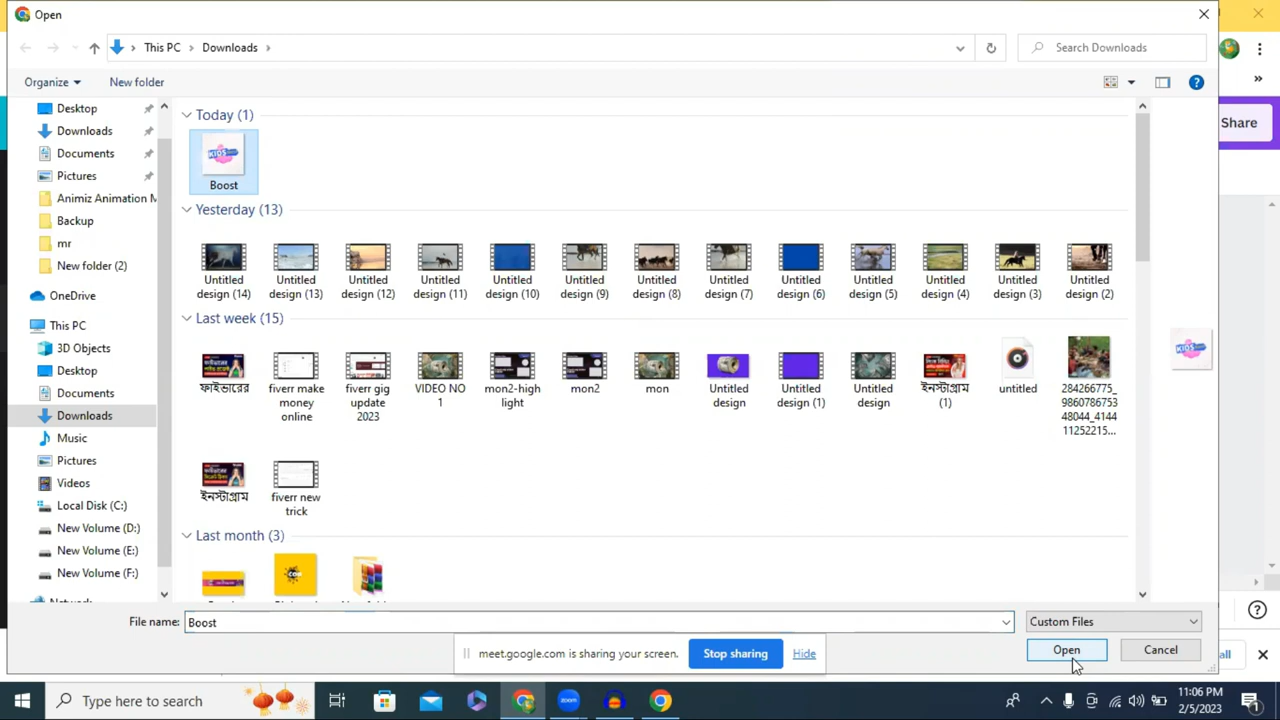 Open
This PC
Downloads
Search Downloads
Organize
New folder
Share
Desktop
Downloads
Documents
Pictures
Animiz Animation M
Backup
mr
New folder (2)
OneDrive
This PC
3D Objects
Desktop
Documents
Downloads
Music
Pictures
Videos
Local Disk (C:)
New Volume (D:)
New Volume (E:)
New Volume (F:)
Today (1)
KIDS
Boost
Yesterday (13)
Untitled
design (14)
Untitled
design (13)
Untitled
design (12)
Untitled
design (11)
Untitled
design (10)
Untitled
design (9)
Untitled
design (8)
Untitled
design (7)
Untitled
design (6)
Untitled
design (5)
Untitled
design (4)
Untitled
design (3)
Untitled
design (2)
Last week (15)
ফাইভারের
fiverr make
money
online
fiverr gig
update
2023
VIDEO NO
1
mon2-high
light
mon2
mon
Untitled
design
Untitled
design (1)
Untitled
design
ইনস্টাগ্রাম
(1)
untitled
284266775_
9860786753
48044_4144
11252215...
KIDS
ইনস্টাগ্রাম
fiverr new
trick
Last month (3)
File name:
Boost
Custom Files
meet.google.com is sharing your screen.
Stop sharing
Hide
Open
Cancel
all
Type here to search
11:06 PM
2/5/2023
1